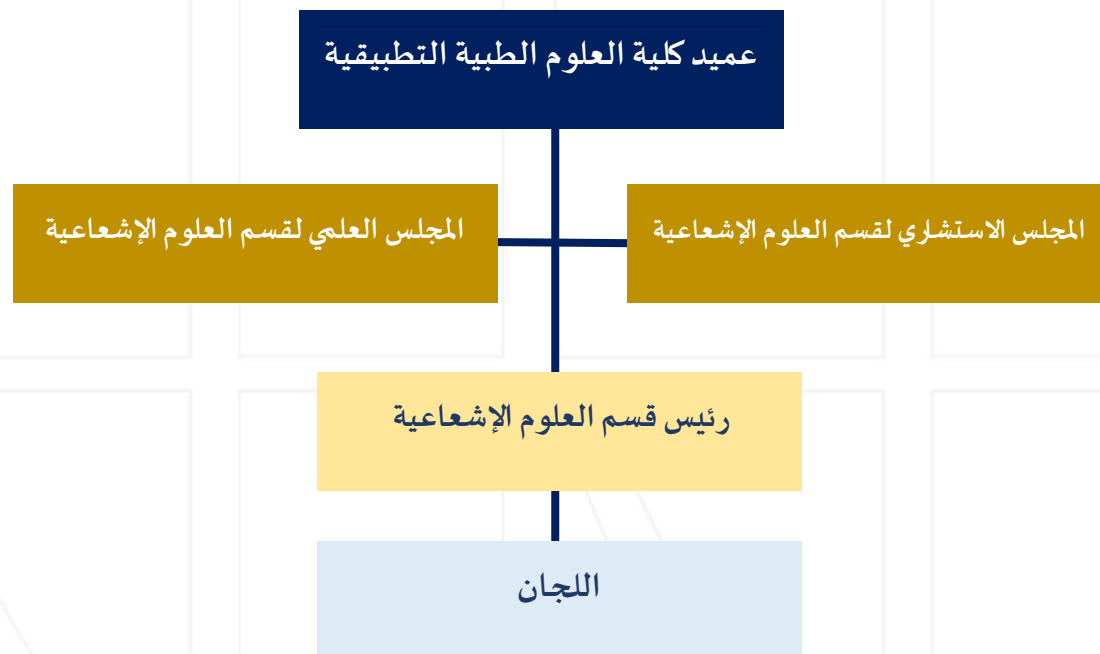 عميد كلية العلوم الطبية التطبيقية
المجلس الاستشاري لقسم العلوم الإشعاعية
المجلس العلمي لقسم العلوم الإشعاعية
رئيس قسم العلوم الإشعاعية
اللجان